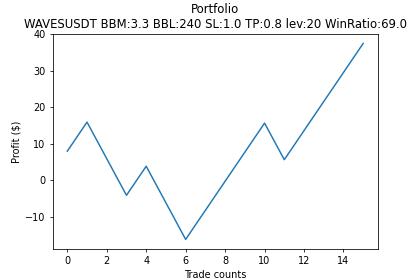 Portfolio
WAVESUSDT BBM:3.3 BBL:240 SL:1.0 TP:0.8 lev:20 WinRatio:69.0
40
30
20
10
0
−10
Profit ($)
0 2 4 6 8 10 12 14
Trade counts